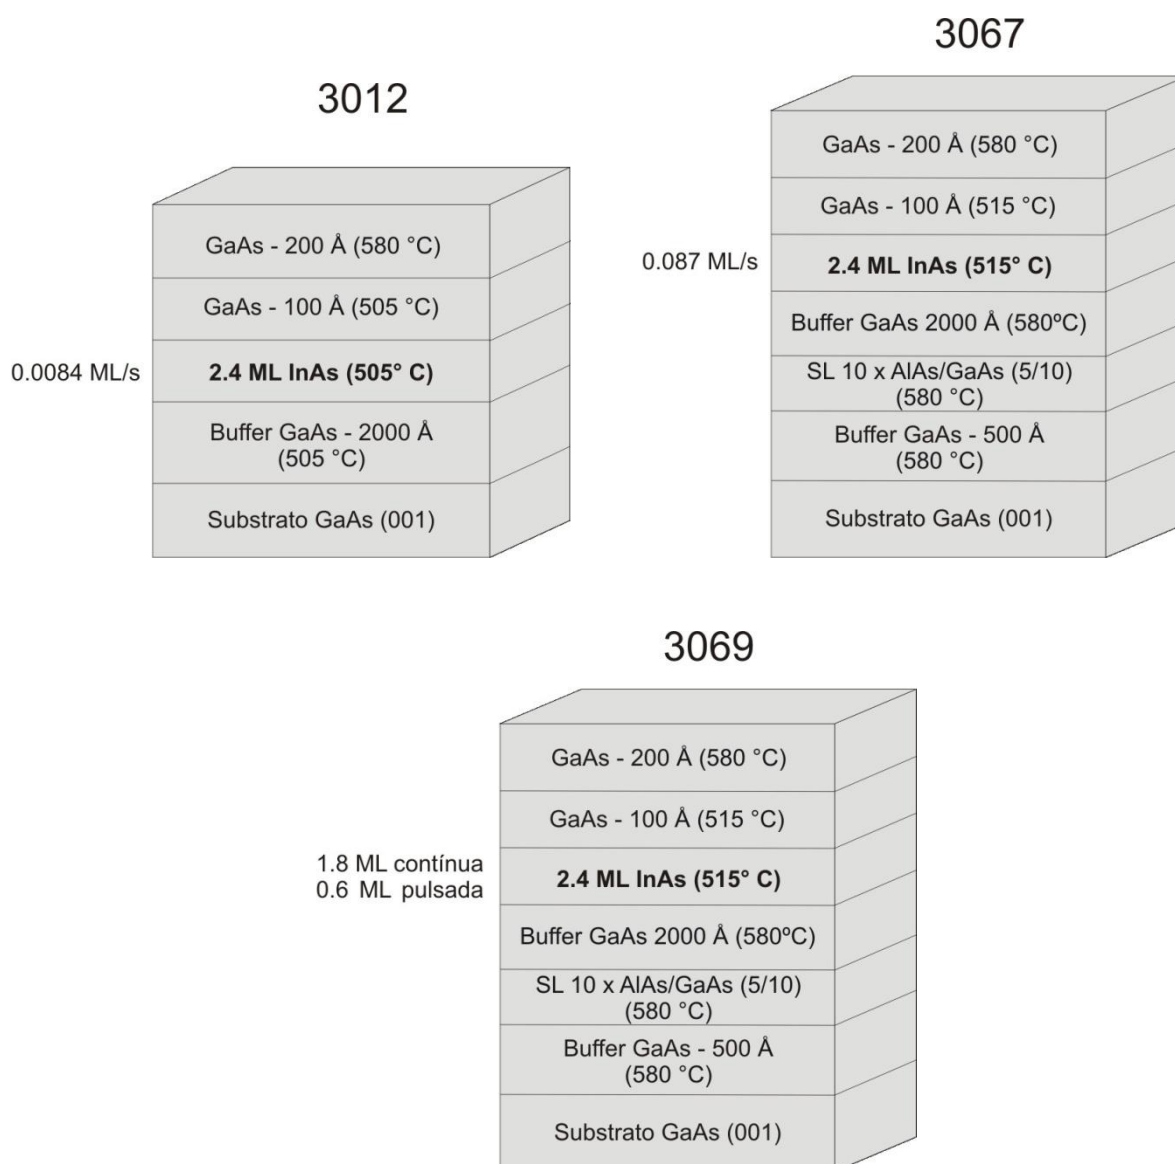 3012
GaAs - 200 Å (580 °C)
GaAs - 100 Å (505 °C)
0.0084 ML/s
2.4 ML InAs (505° C)
Buffer GaAs - 2000 Å
(505 °C)
Substrato GaAs (001)
3067
GaAs - 200 Å (580 °C)
GaAs - 100 Å (515 °C)
0.087 ML/s
2.4 ML InAs (515° C)
Buffer GaAs 2000 Å (580ºC)
SL 10 x AlAs/GaAs (5/10)
(580 °C)
Buffer GaAs - 500 Å
(580 °C)
Substrato GaAs (001)
3069
GaAs - 200 Å (580 °C)
GaAs - 100 Å (515 °C)
1.8 ML contínua
0.6 ML pulsada
2.4 ML InAs (515° C)
Buffer GaAs 2000 Å (580ºC)
SL 10 x AlAs/GaAs (5/10)
(580 °C)
Buffer GaAs - 500 Å
(580 °C)
Substrato GaAs (001)